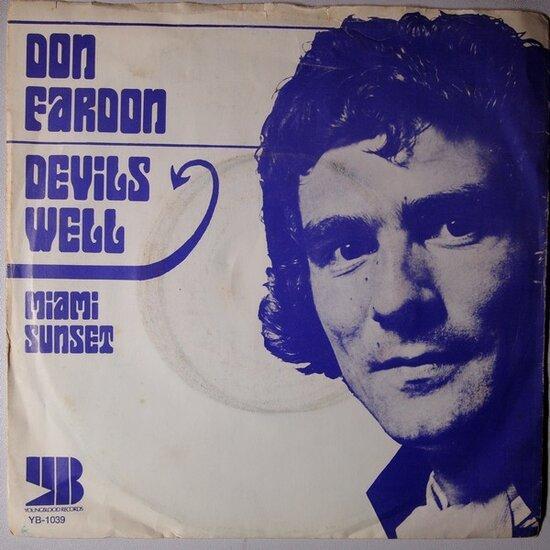 DON
FARDON
DEVILS
WELL
MIAMI
SUNSET
YB
YOUNGBLOOD RECORDS
YB-1039